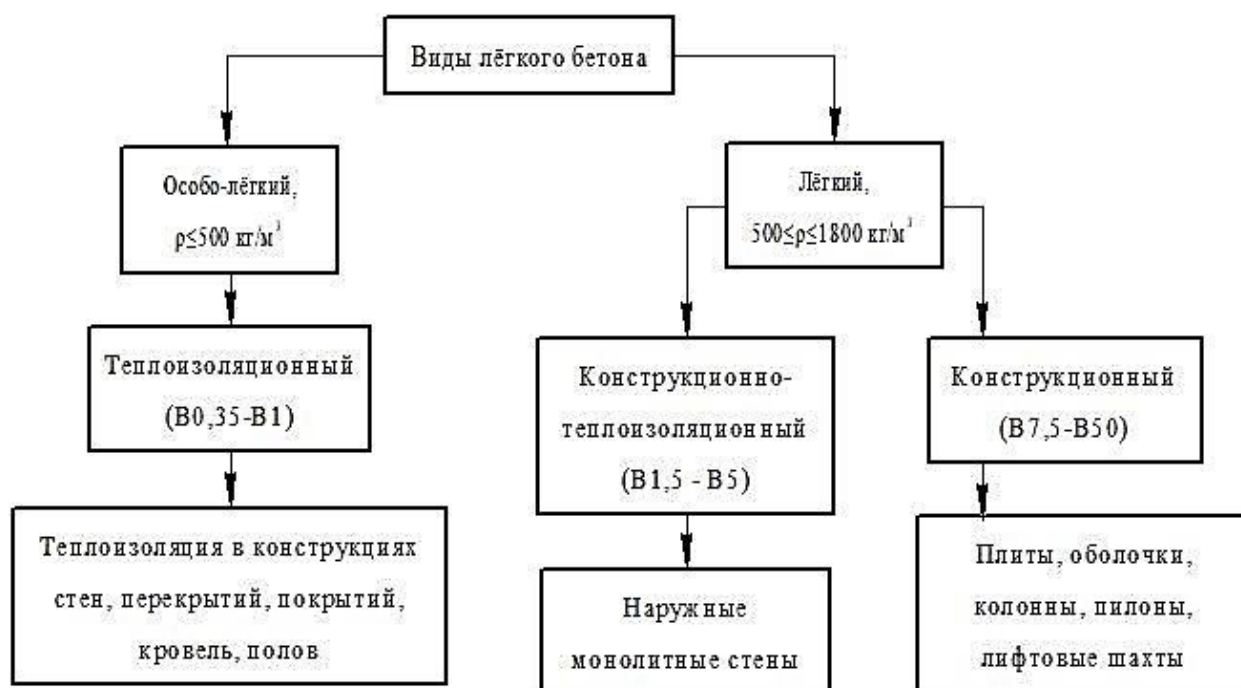 Виды лёгкого бетона
Особо-лёгкий,
ρ≤500 кг/м³
Лёгкий,
500≤ρ≤1800 кг/м³
Теплоизоляционный
(В0,35-В1)
Конструкционно-
теплоизоляционный
(В1,5 - В5)
Конструкционный
(В7,5-В50)
Теплоизоляция в конструкциях
стен, перекрытий, покрытий,
кровель, полов
Наружные
монолитные стены
Плиты, оболочки,
колонны, пилоны,
лифтовые шахты